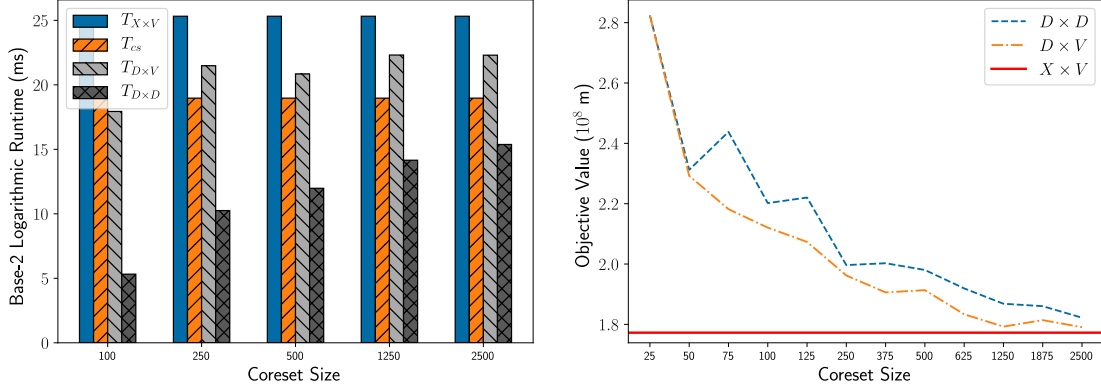 25
20
15
10
5
0
Base-2 Logarithmic Runtime (ms)
T_{X×V}
T_{cs}
T_{D×V}
T_{D×D}
100 250 500 1250 2500
Coreset Size
2.8
2.6
2.4
2.2
2.0
1.8
Objective Value (10^8 m)
D × D
D × V
X × V
25 50 75 100 125 250 375 500 625 1250 1875 2500
Coreset Size